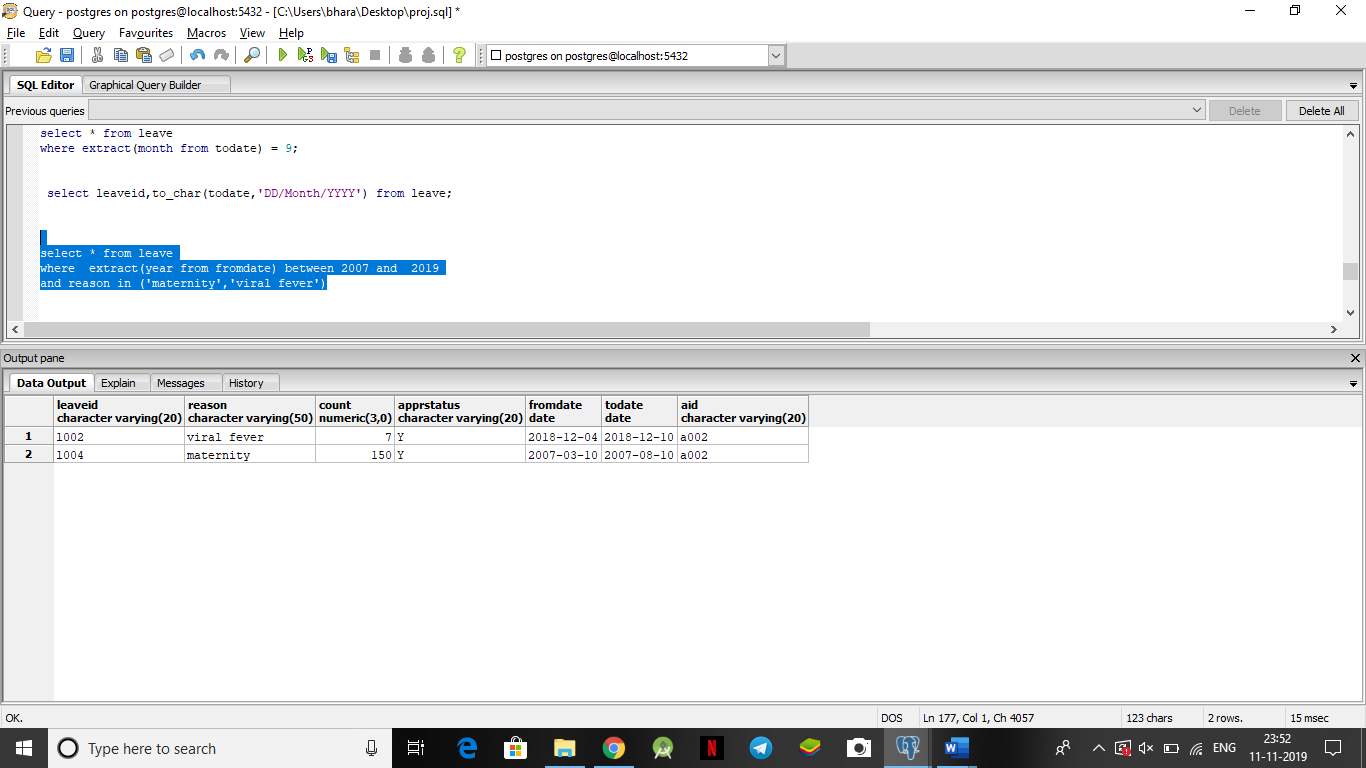 Query - postgres on postgres@localhost:5432 - [C:\Users\bhara\Desktop\proj.sql] *
File Edit Query Favourites Macros View Help
postgres on postgres@localhost:5432
SQL Editor Graphical Query Builder
Previous queries Delete Delete All
select * from leave
where extract(month from todate) = 9;
select leaveid,to_char(todate,'DD/Month/YYYY') from leave;
select * from leave
where  extract(year from fromdate) between 2007 and  2019
and reason in ('maternity','viral fever')
Output pane
Data Output Explain Messages History
leaveid reason count apprstatus fromdate todate aid
character varying(20) character varying(50) numeric(3,0) character varying(20) date date character varying(20)
1 l002 viral fever 7 Y 2018-12-04 2018-12-10 a002
2 l004 maternity 150 Y 2007-03-10 2007-08-10 a002
OK. DOS Ln 177, Col 1, Ch 4057 123 chars 2 rows. 15 msec
Type here to search ENG 23:52
11-11-2019